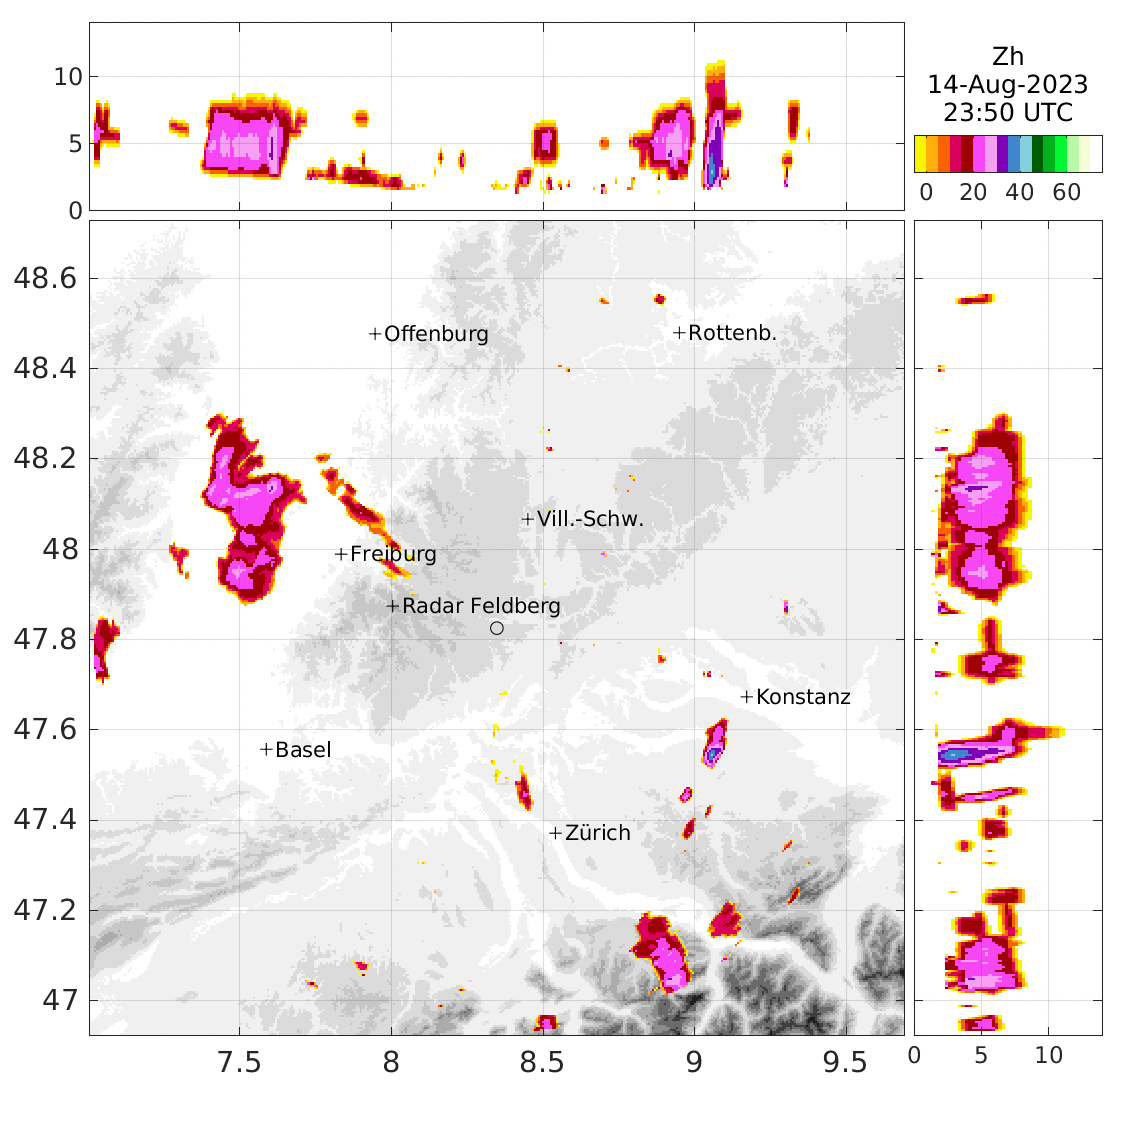 10
5
0
Zh
14-Aug-2023
23:50 UTC
0 20 40 60
48.6
48.4
48.2
48
47.8
47.6
47.4
47.2
47
+Offenburg
+Rottenb.
+Vill.-Schw.
+Freiburg
+Radar Feldberg
+Konstanz
+Basel
+Zürich
7.5 8 8.5 9 9.5
0 5 10